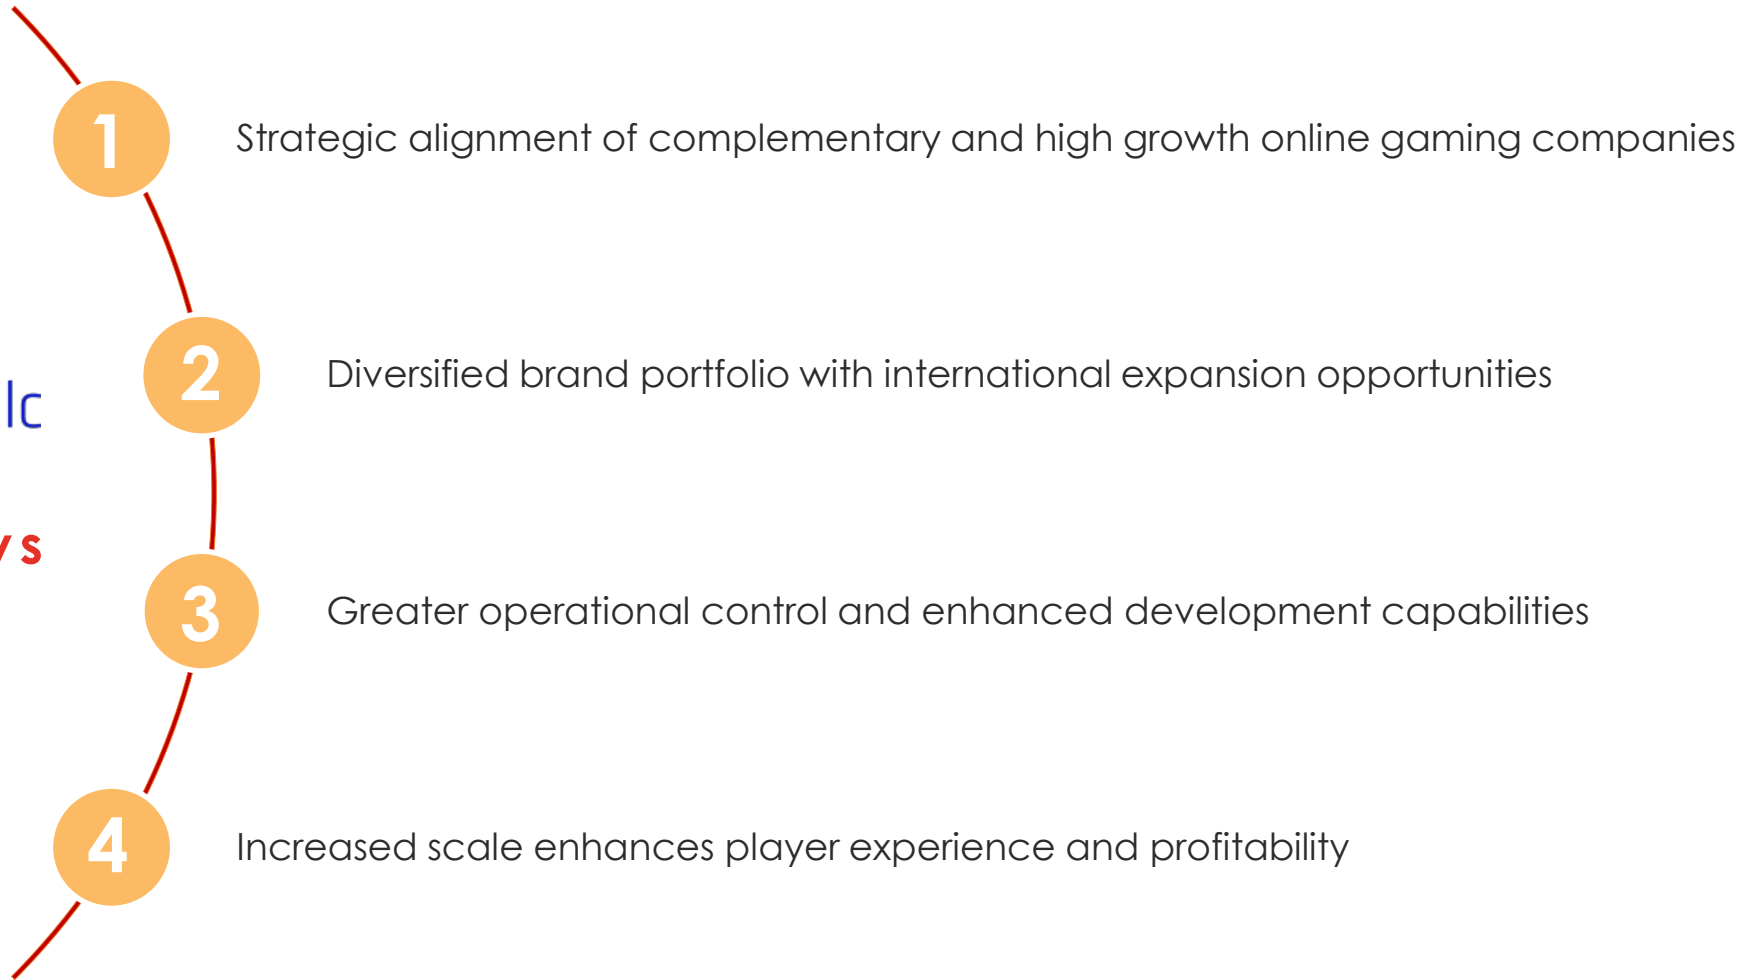 1
Strategic alignment of complementary and high growth online gaming companies
2
Diversified brand portfolio with international expansion opportunities
3
Greater operational control and enhanced development capabilities
4
Increased scale enhances player experience and profitability